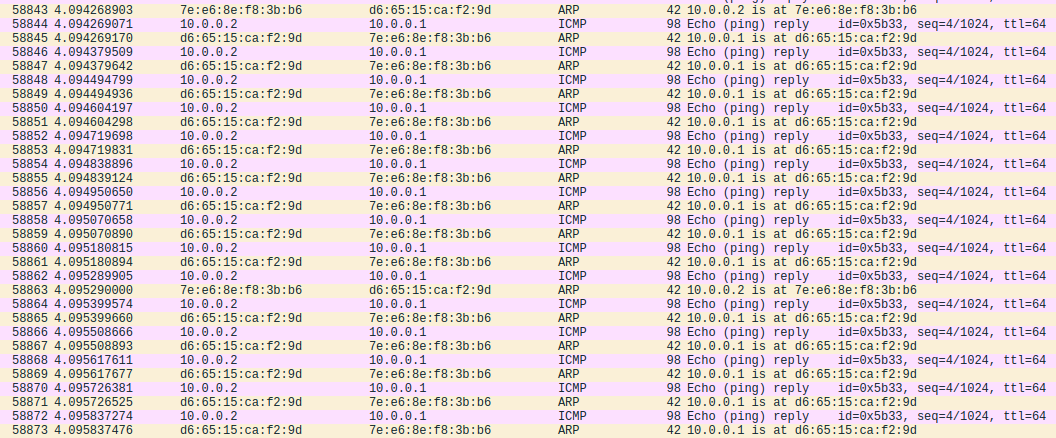 58843 4.094268903 7e:e6:8e:f8:3b:b6 d6:65:15:ca:f2:9d ARP 42 10.0.0.2 is at 7e:e6:8e:f8:3b:b6
58844 4.094269071 10.0.0.2 10.0.0.1 ICMP 98 Echo (ping) reply id=0x5b33, seq=4/1024, ttl=64
58845 4.094269170 d6:65:15:ca:f2:9d 7e:e6:8e:f8:3b:b6 ARP 42 10.0.0.1 is at d6:65:15:ca:f2:9d
58846 4.094379509 10.0.0.2 10.0.0.1 ICMP 98 Echo (ping) reply id=0x5b33, seq=4/1024, ttl=64
58847 4.094379642 d6:65:15:ca:f2:9d 7e:e6:8e:f8:3b:b6 ARP 42 10.0.0.1 is at d6:65:15:ca:f2:9d
58848 4.094494799 10.0.0.2 10.0.0.1 ICMP 98 Echo (ping) reply id=0x5b33, seq=4/1024, ttl=64
58849 4.094494936 d6:65:15:ca:f2:9d 7e:e6:8e:f8:3b:b6 ARP 42 10.0.0.1 is at d6:65:15:ca:f2:9d
58850 4.094604197 10.0.0.2 10.0.0.1 ICMP 98 Echo (ping) reply id=0x5b33, seq=4/1024, ttl=64
58851 4.094604298 d6:65:15:ca:f2:9d 7e:e6:8e:f8:3b:b6 ARP 42 10.0.0.1 is at d6:65:15:ca:f2:9d
58852 4.094719698 10.0.0.2 10.0.0.1 ICMP 98 Echo (ping) reply id=0x5b33, seq=4/1024, ttl=64
58853 4.094719831 d6:65:15:ca:f2:9d 7e:e6:8e:f8:3b:b6 ARP 42 10.0.0.1 is at d6:65:15:ca:f2:9d
58854 4.094838896 10.0.0.2 10.0.0.1 ICMP 98 Echo (ping) reply id=0x5b33, seq=4/1024, ttl=64
58855 4.094839124 d6:65:15:ca:f2:9d 7e:e6:8e:f8:3b:b6 ARP 42 10.0.0.1 is at d6:65:15:ca:f2:9d
58856 4.094950650 10.0.0.2 10.0.0.1 ICMP 98 Echo (ping) reply id=0x5b33, seq=4/1024, ttl=64
58857 4.094950771 d6:65:15:ca:f2:9d 7e:e6:8e:f8:3b:b6 ARP 42 10.0.0.1 is at d6:65:15:ca:f2:9d
58858 4.095070658 10.0.0.2 10.0.0.1 ICMP 98 Echo (ping) reply id=0x5b33, seq=4/1024, ttl=64
58859 4.095070890 d6:65:15:ca:f2:9d 7e:e6:8e:f8:3b:b6 ARP 42 10.0.0.1 is at d6:65:15:ca:f2:9d
58860 4.095180815 10.0.0.2 10.0.0.1 ICMP 98 Echo (ping) reply id=0x5b33, seq=4/1024, ttl=64
58861 4.095180894 d6:65:15:ca:f2:9d 7e:e6:8e:f8:3b:b6 ARP 42 10.0.0.1 is at d6:65:15:ca:f2:9d
58862 4.095289905 10.0.0.2 10.0.0.1 ICMP 98 Echo (ping) reply id=0x5b33, seq=4/1024, ttl=64
58863 4.095290000 7e:e6:8e:f8:3b:b6 d6:65:15:ca:f2:9d ARP 42 10.0.0.2 is at 7e:e6:8e:f8:3b:b6
58864 4.095399574 10.0.0.2 10.0.0.1 ICMP 98 Echo (ping) reply id=0x5b33, seq=4/1024, ttl=64
58865 4.095399660 d6:65:15:ca:f2:9d 7e:e6:8e:f8:3b:b6 ARP 42 10.0.0.1 is at d6:65:15:ca:f2:9d
58866 4.095508666 10.0.0.2 10.0.0.1 ICMP 98 Echo (ping) reply id=0x5b33, seq=4/1024, ttl=64
58867 4.095508893 d6:65:15:ca:f2:9d 7e:e6:8e:f8:3b:b6 ARP 42 10.0.0.1 is at d6:65:15:ca:f2:9d
58868 4.095617611 10.0.0.2 10.0.0.1 ICMP 98 Echo (ping) reply id=0x5b33, seq=4/1024, ttl=64
58869 4.095617677 d6:65:15:ca:f2:9d 7e:e6:8e:f8:3b:b6 ARP 42 10.0.0.1 is at d6:65:15:ca:f2:9d
58870 4.095726381 10.0.0.2 10.0.0.1 ICMP 98 Echo (ping) reply id=0x5b33, seq=4/1024, ttl=64
58871 4.095726525 d6:65:15:ca:f2:9d 7e:e6:8e:f8:3b:b6 ARP 42 10.0.0.1 is at d6:65:15:ca:f2:9d
58872 4.095837274 10.0.0.2 10.0.0.1 ICMP 98 Echo (ping) reply id=0x5b33, seq=4/1024, ttl=64
58873 4.095837476 d6:65:15:ca:f2:9d 7e:e6:8e:f8:3b:b6 ARP 42 10.0.0.1 is at d6:65:15:ca:f2:9d